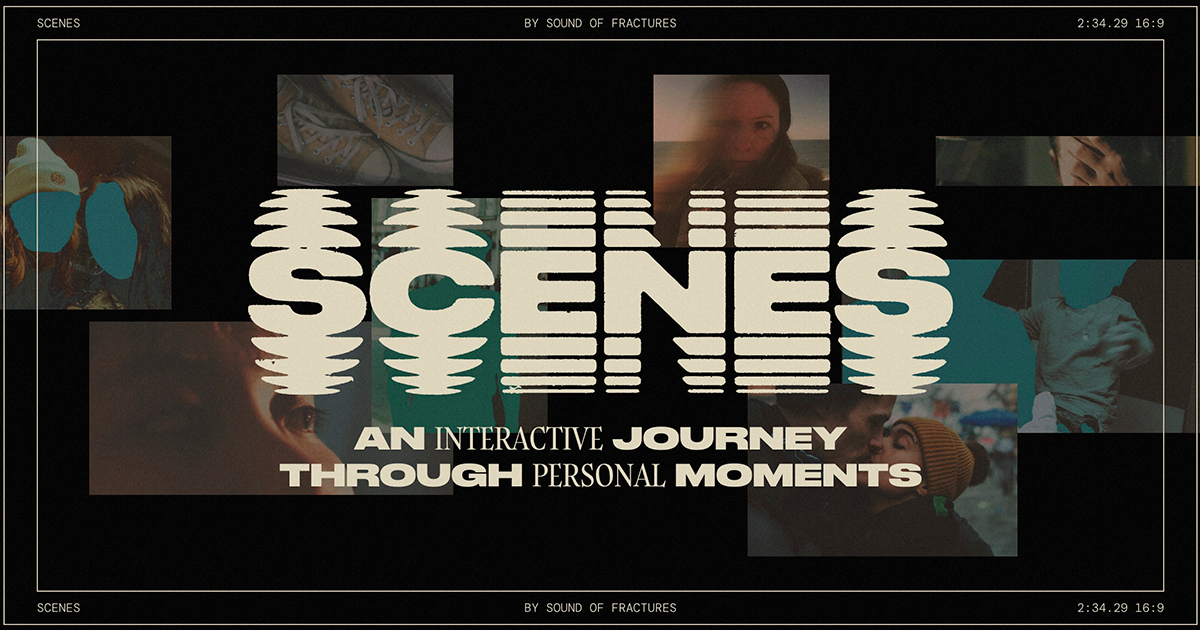 SCENES BY SOUND OF FRACTURES 2:34.29 16:9
SCENES
AN INTERACTIVE JOURNEY
THROUGH PERSONAL MOMENTS
SCENES BY SOUND OF FRACTURES 2:34.29 16:9